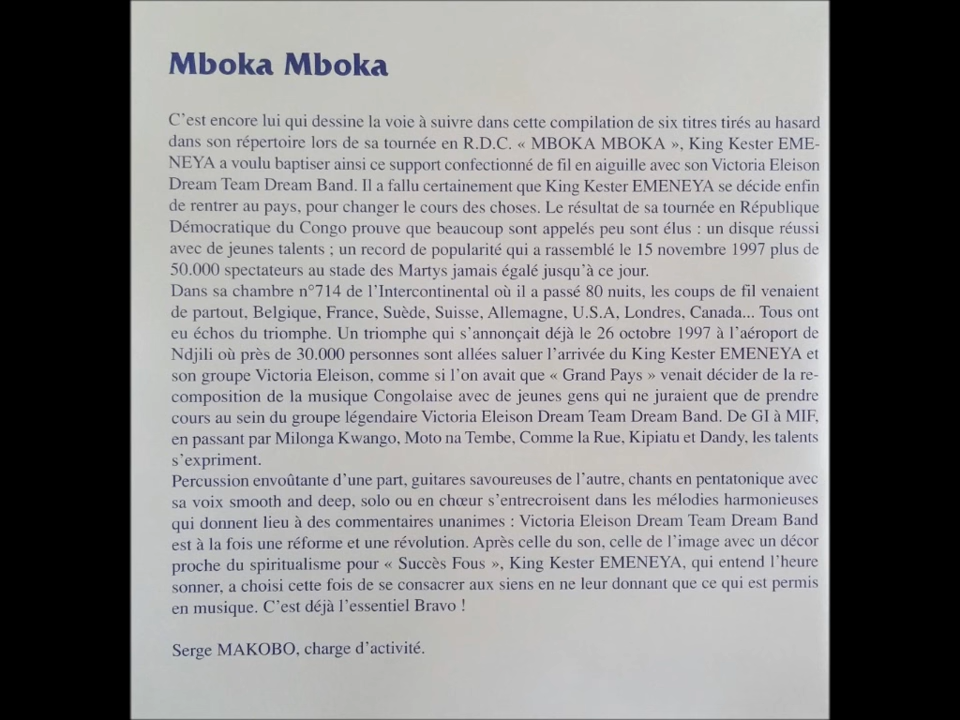 Mboka Mboka
C'est encore lui qui dessine la voie à suivre dans cette compilation de six titres tirés au hasard
dans son répertoire lors de sa tournée en R.D.C. « MBOKA MBOKA », King Kester EME-
NEYA a voulu baptiser ainsi ce support confectionné de fil en aiguille avec son Victoria Eleison
Dream Team Dream Band. Il a fallu certainement que King Kester EMENEYA se décide enfin
de rentrer au pays, pour changer le cours des choses. Le résultat de sa tournée en République
Démocratique du Congo prouve que beaucoup sont appelés peu sont élus : un disque réussi
avec de jeunes talents ; un record de popularité qui a rassemblé le 15 novembre 1997 plus de
50.000 spectateurs au stade des Martys jamais égalé jusqu'à ce jour.
Dans sa chambre n°714 de l'Intercontinental où il a passé 80 nuits, les coups de fil venaient
de partout, Belgique, France, Suède, Suisse, Allemagne, U.S.A, Londres, Canada... Tous ont
eu échos du triomphe. Un triomphe qui s'annonçait déjà le 26 octobre 1997 à l'aéroport de
Ndjili où près de 30.000 personnes sont allées saluer l'arrivée du King Kester EMENEYA et
son groupe Victoria Eleison, comme si l'on avait que « Grand Pays » venait décider de la re-
composition de la musique Congolaise avec de jeunes gens qui ne juraient que de prendre
cours au sein du groupe légendaire Victoria Eleison Dream Team Dream Band. De GI à MIF,
en passant par Milonga Kwango, Moto na Tembe, Comme la Rue, Kipiatu et Dandy, les talents
s'expriment.
Percussion envoûtante d'une part, guitares savoureuses de l'autre, chants en pentatonique avec
sa voix smooth and deep, solo ou en chœur s'entrecroisent dans les mélodies harmonieuses
qui donnent lieu à des commentaires unanimes : Victoria Eleison Dream Team Dream Band
est à la fois une réforme et une révolution. Après celle du son, celle de l'image avec un décor
proche du spiritualisme pour « Succès Fous », King Kester EMENEYA, qui entend l'heure
sonner, a choisi cette fois de se consacrer aux siens en ne leur donnant que ce qui est permis
en musique. C'est déjà l'essentiel Bravo !
Serge MAKOBO, charge d'activité.